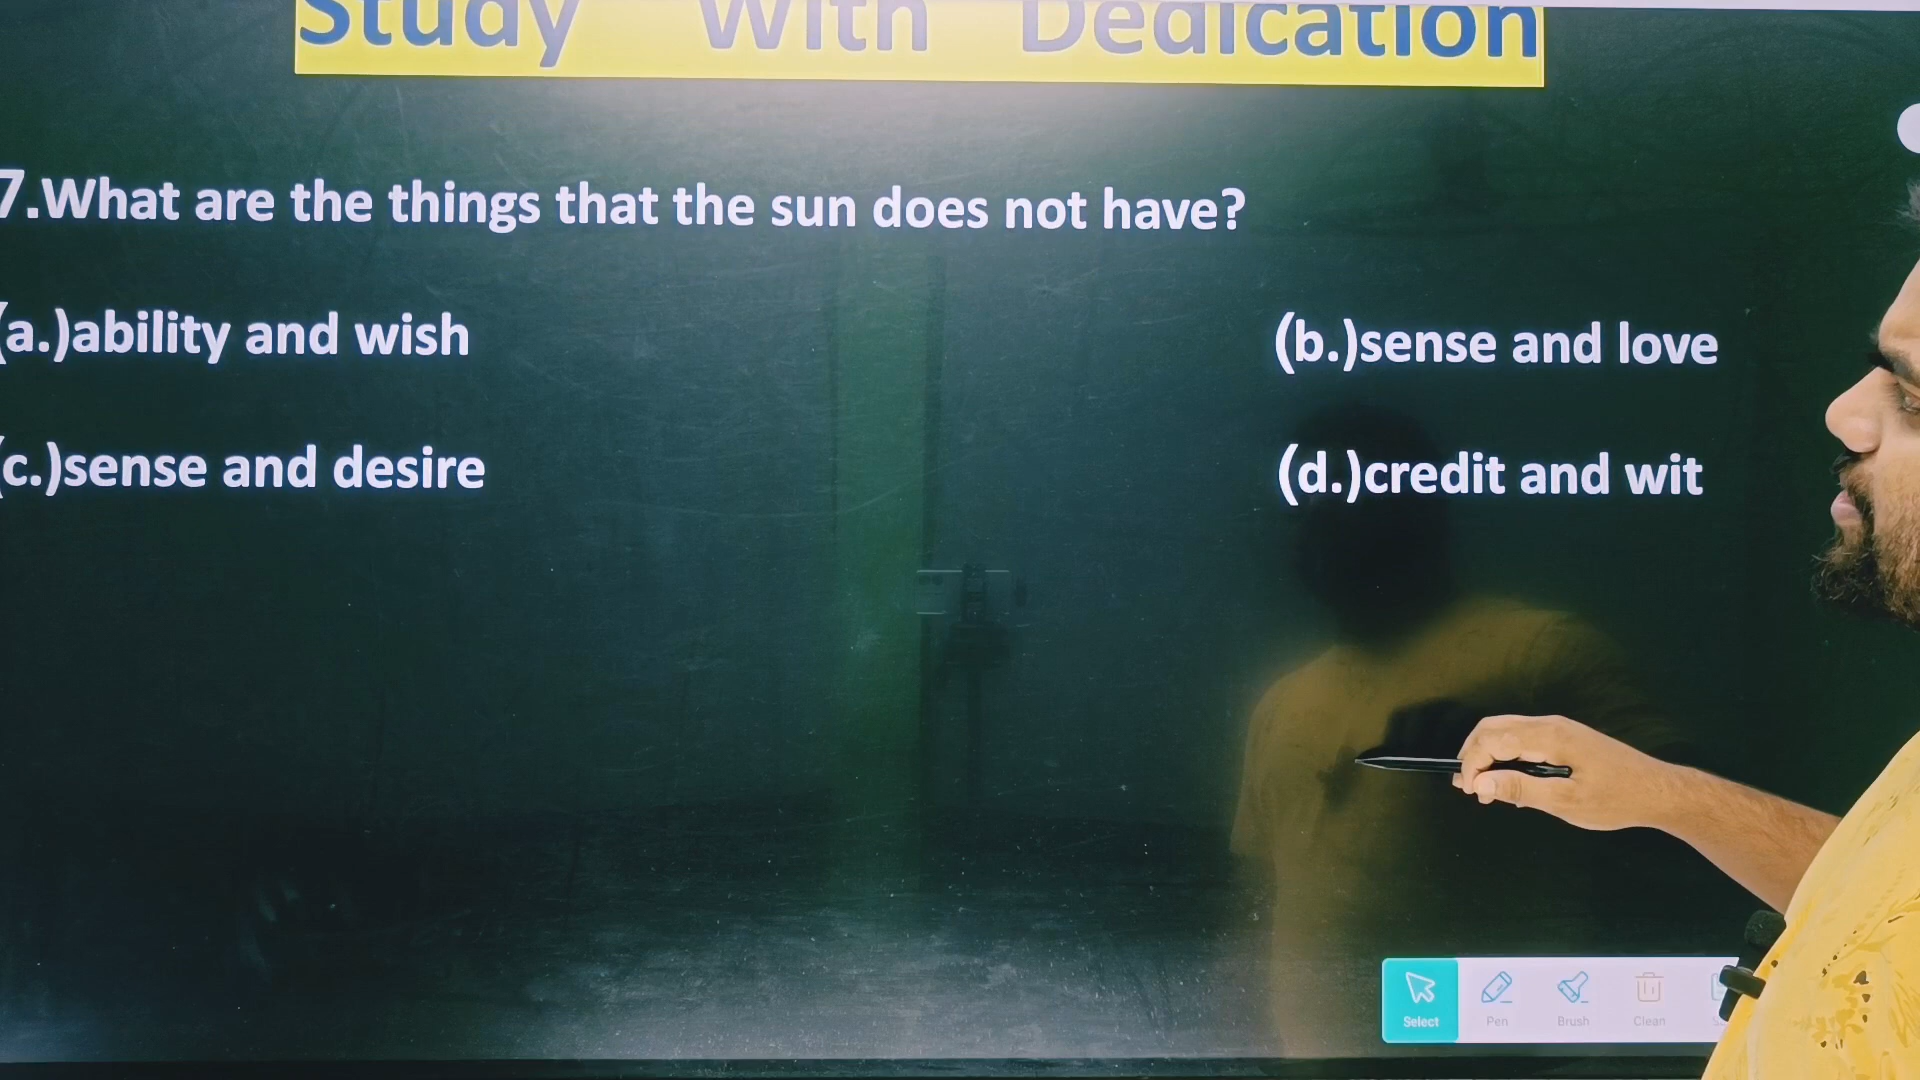 Study With Dedication
7.What are the things that the sun does not have?
(a.)ability and wish
(b.)sense and love
(c.)sense and desire
(d.)credit and wit
Select
Pen
Brush
Clean